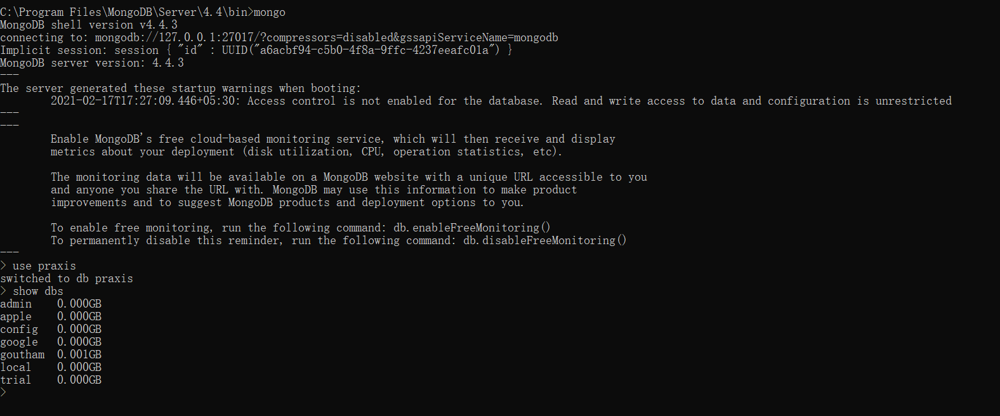 C:\Program Files\MongoDB\Server\4.4\bin>mongo
MongoDB shell version v4.4.3
connecting to: mongodb://127.0.0.1:27017/?compressors=disabled&gssapiServiceName=mongodb
Implicit session: session { "id" : UUID("a6acbf94-c5b0-4f8a-9ffc-4237eeafc01a") }
MongoDB server version: 4.4.3
---
The server generated these startup warnings when booting:
        2021-02-17T17:27:09.446+05:30: Access control is not enabled for the database. Read and write access to data and configuration is unrestricted
---
---
        Enable MongoDB's free cloud-based monitoring service, which will then receive and display
        metrics about your deployment (disk utilization, CPU, operation statistics, etc).

        The monitoring data will be available on a MongoDB website with a unique URL accessible to you
        and anyone you share the URL with. MongoDB may use this information to make product
        improvements and to suggest MongoDB products and deployment options to you.

        To enable free monitoring, run the following command: db.enableFreeMonitoring()
        To permanently disable this reminder, run the following command: db.disableFreeMonitoring()
---
> use praxis
switched to db praxis
> show dbs
admin    0.000GB
apple    0.000GB
config   0.000GB
google   0.000GB
goutham  0.001GB
local    0.000GB
trial    0.000GB
>